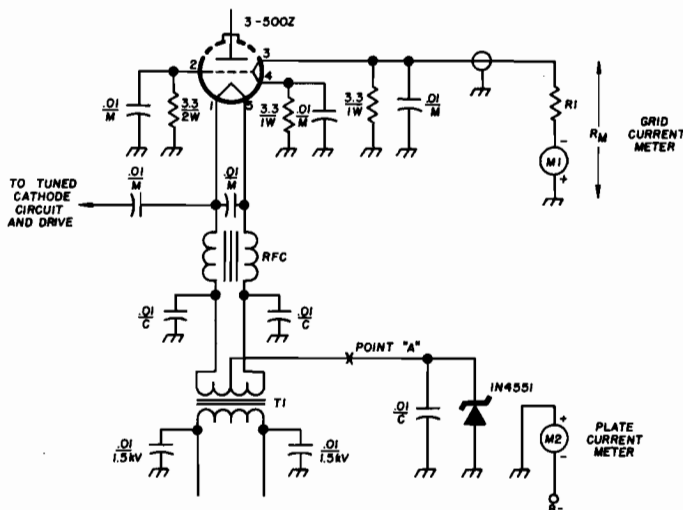 3-500Z
2
3
4
1
5
.01
M
3.3
2W
3.3
1W
.01
M
3.3
1W
.01
M
R1
RM
GRID
CURRENT
METER
-
M1
+
TO TUNED
CATHODE
CIRCUIT
AND DRIVE
.01
M
.01
M
RFC
.01
C
.01
C
POINT "A"
1N4551
.01
C
T1
.01
1.5kV
.01
1.5kV
+
M2
-
PLATE
CURRENT
METER
B-